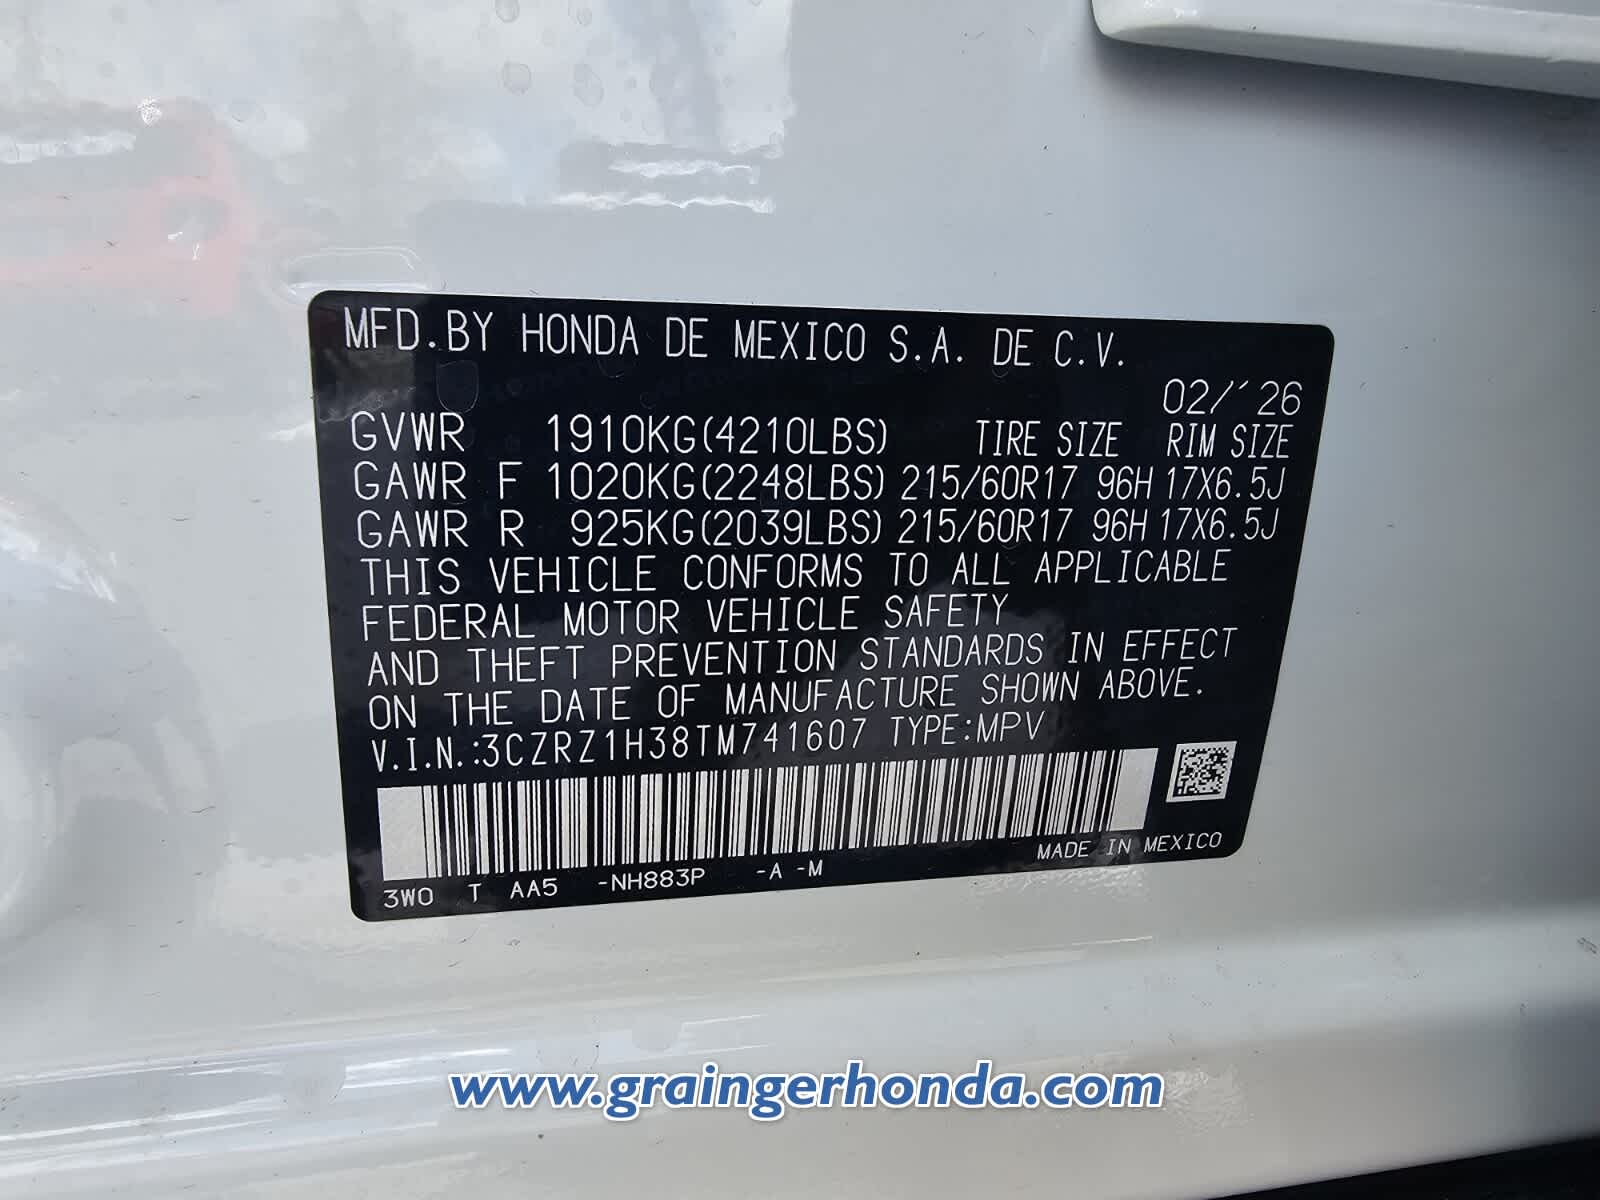 MFD.BY HONDA DE MEXICO S.A. DE C.V.
02/´26
GVWR 1910KG(4210LBS) TIRE SIZE RIM SIZE
GAWR F 1020KG(2248LBS) 215/60R17 96H 17X6.5J
GAWR R 925KG(2039LBS) 215/60R17 96H 17X6.5J
THIS VEHICLE CONFORMS TO ALL APPLICABLE
FEDERAL MOTOR VEHICLE SAFETY
AND THEFT PREVENTION STANDARDS IN EFFECT
ON THE DATE OF MANUFACTURE SHOWN ABOVE.
V.I.N.:3CZRZ1H38TM741607 TYPE:MPV
MADE IN MEXICO
3W0 T AA5 -NH883P -A -M
www.graingerhonda.com